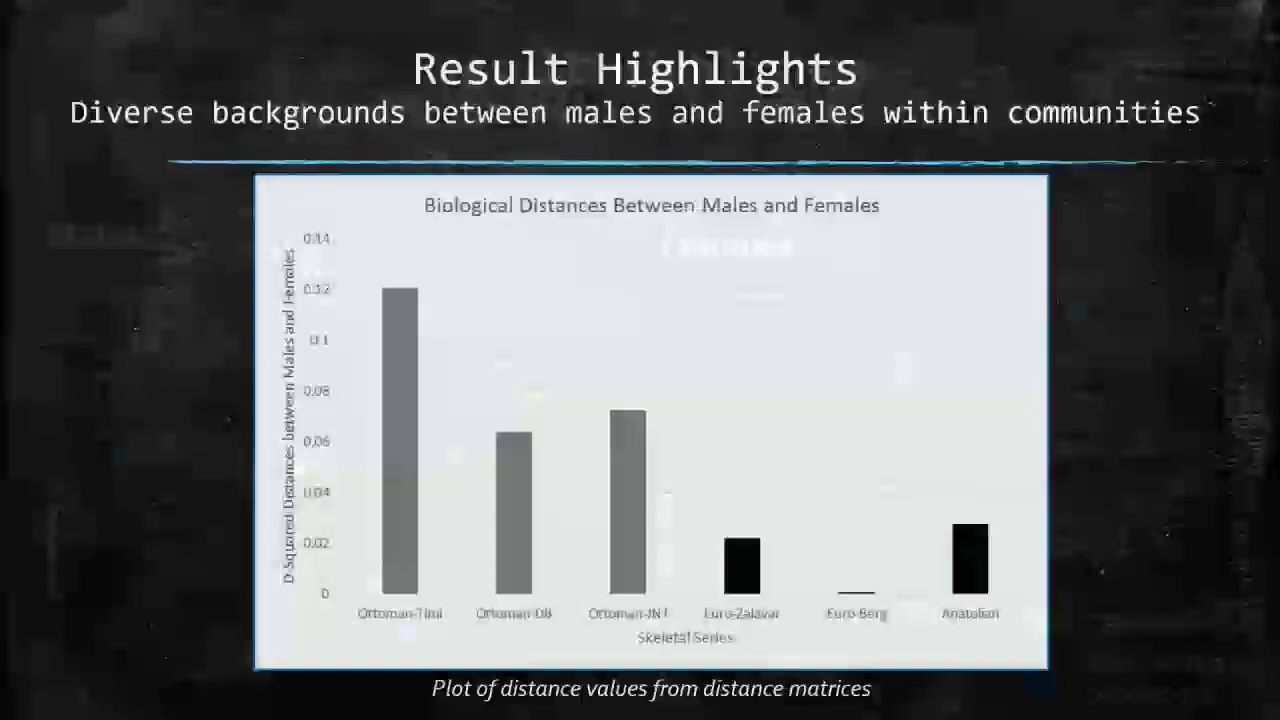 Result Highlights
Diverse backgrounds between males and females within communities
Biological Distances Between Males and Females
D-Squared Distances between Males and Females
0.14
0.12
0.1
0.08
0.06
0.04
0.02
0
Ottoman-Timi Ottoman-DB Ottoman-JNT Euro-Zalavar Euro-Berg Anatolian
Skeletal Series
Plot of distance values from distance matrices